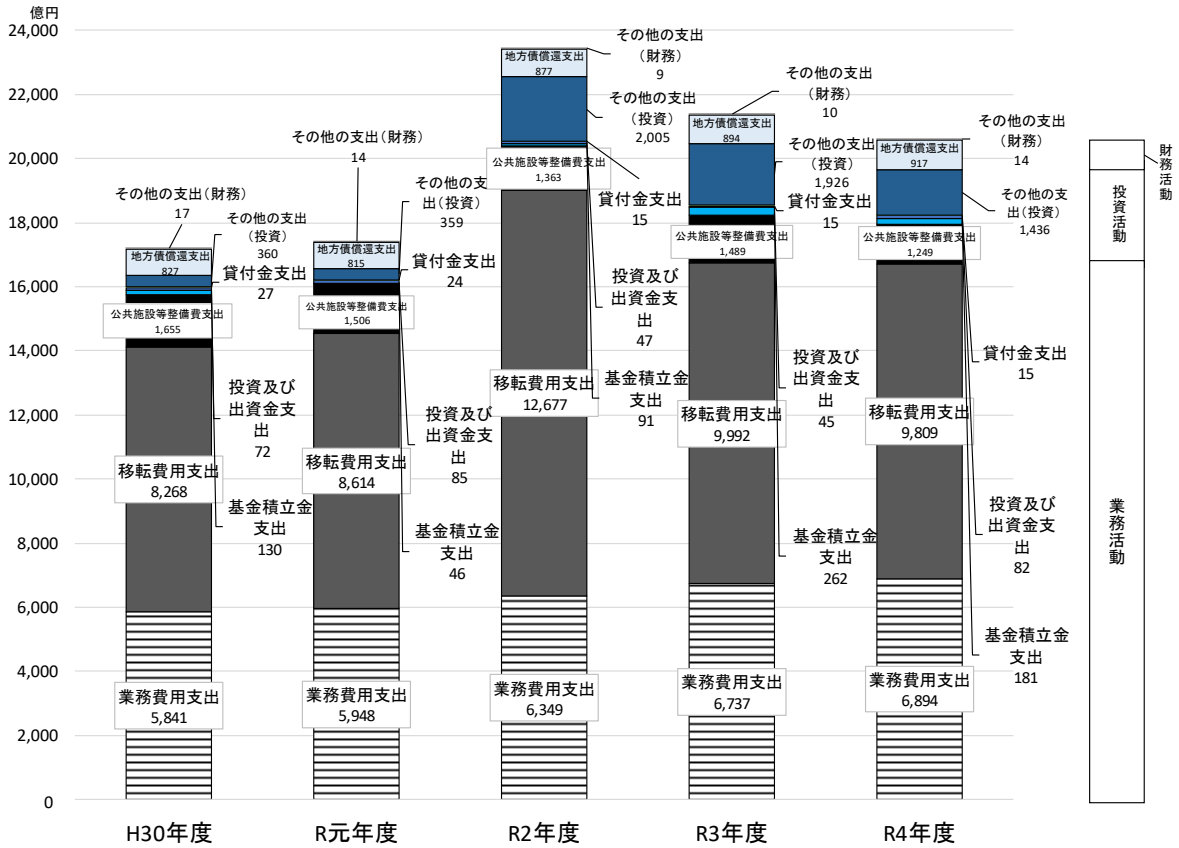 億円
24,000
22,000
20,000
18,000
16,000
14,000
12,000
10,000
8,000
6,000
4,000
2,000
0
その他の支出(財務)
17
その他の支出
(投資)
360
地方債償還支出
827
貸付金支出
27
公共施設等整備費支出
1,655
投資及び
出資金支
出
72
移転費用支出
8,268
基金積立金
支出
130
業務費用支出
5,841
H30年度
その他の支出(財務)
14
その他の支
出(投資)
359
地方債償還支出
815
貸付金支出
24
公共施設等整備費支出
1,506
投資及び
出資金支
出
85
移転費用支出
8,614
基金積立金
支出
46
業務費用支出
5,948
R元年度
その他の支出
(財務)
9
地方債償還支出
877
その他の支出
(投資)
2,005
公共施設等整備費支出
1,363
貸付金支出
15
投資及び
出資金支
出
47
移転費用支出
12,677
基金積立金
支出
91
業務費用支出
6,349
R2年度
その他の支出
(財務)
10
地方債償還支出
894
その他の支出
(投資)
1,926
貸付金支出
15
公共施設等整備費支出
1,489
投資及び
出資金支
出
45
移転費用支出
9,992
基金積立金
支出
262
業務費用支出
6,737
R3年度
その他の支出
(財務)
14
地方債償還支出
917
その他の支
出(投資)
1,436
公共施設等整備費支出
1,249
貸付金支出
15
移転費用支出
9,809
投資及び
出資金支
出
82
基金積立金
支出
181
業務費用支出
6,894
R4年度
財務活動
投資活動
業務活動